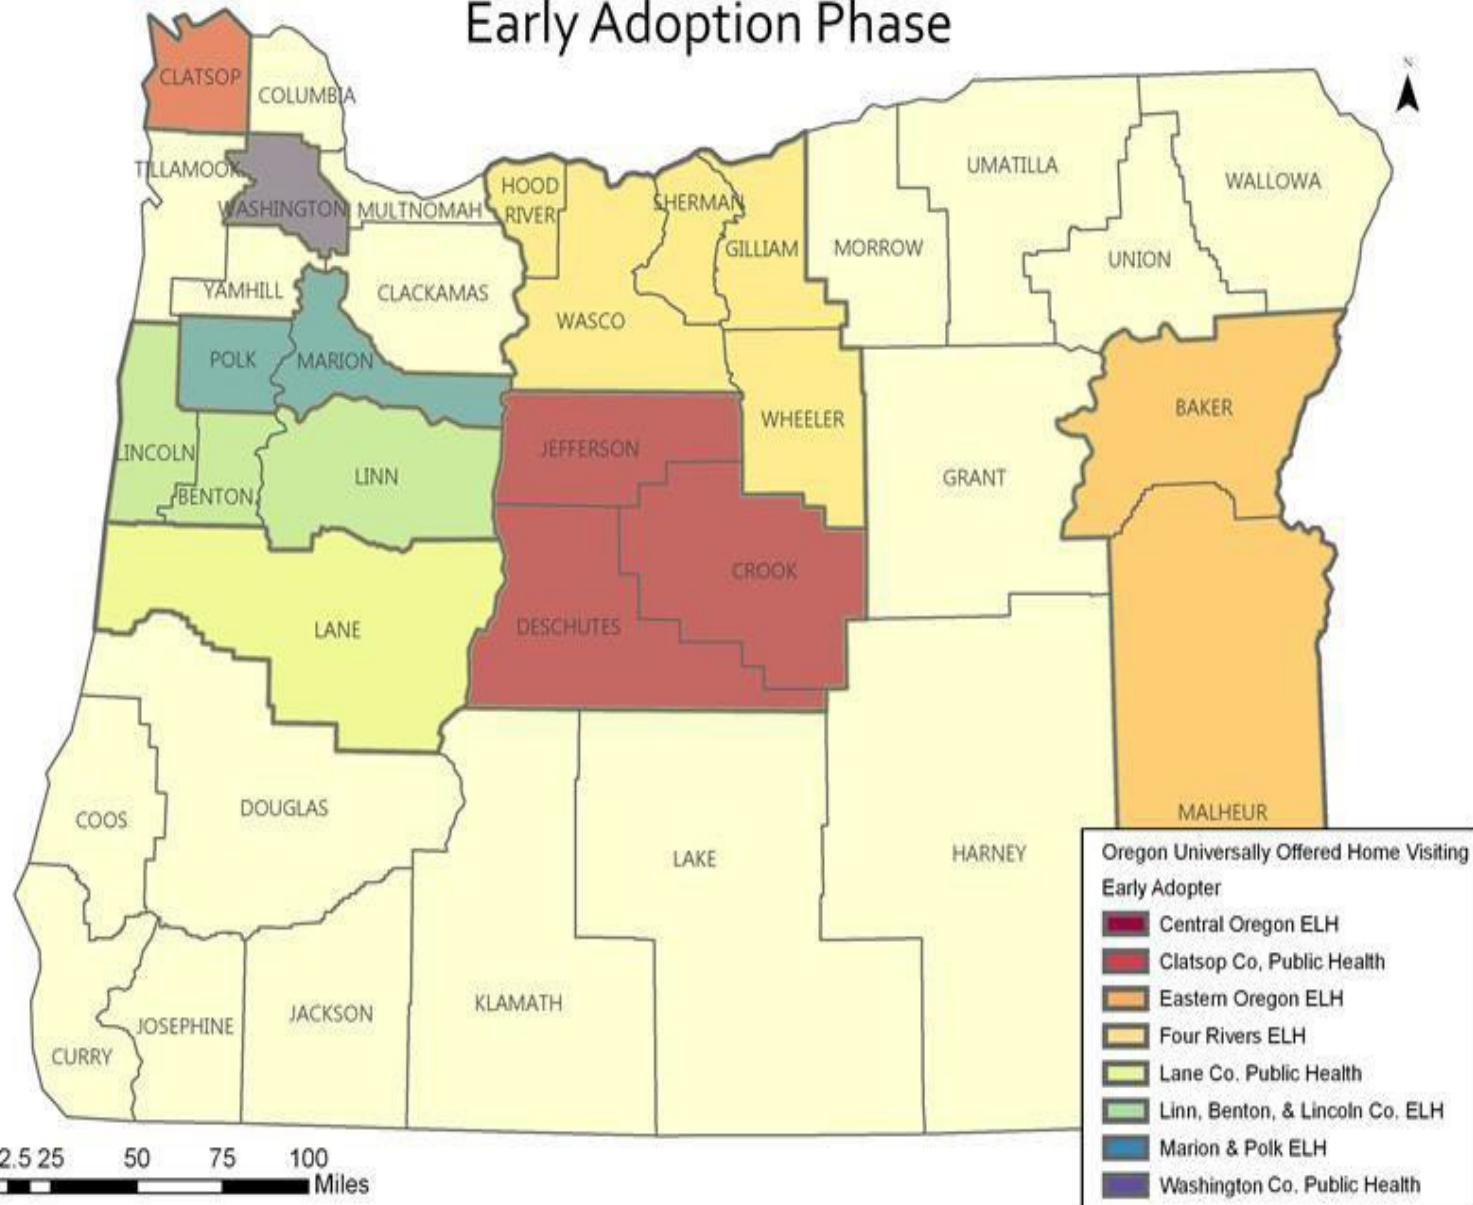 Early Adoption Phase
N
CLATSOP
COLUMBIA
TILLAMOOK
WASHINGTON
MULTNOMAH
HOOD
RIVER
SHERMAN
GILLIAM
MORROW
UMATILLA
WALLOWA
UNION
YAMHILL
CLACKAMAS
WASCO
POLK
MARION
WHEELER
BAKER
LINCOLN
BENTON
LINN
JEFFERSON
GRANT
CROOK
LANE
DESCHUTES
COOS
DOUGLAS
LAKE
HARNEY
MALHEUR
CURRY
JOSEPHINE
JACKSON
KLAMATH
Oregon Universally Offered Home Visiting
Early Adopter
Central Oregon ELH
Clatsop Co, Public Health
Eastern Oregon ELH
Four Rivers ELH
Lane Co. Public Health
Linn, Benton, & Lincoln Co. ELH
Marion & Polk ELH
Washington Co. Public Health
2.5 25 50 75 100
Miles